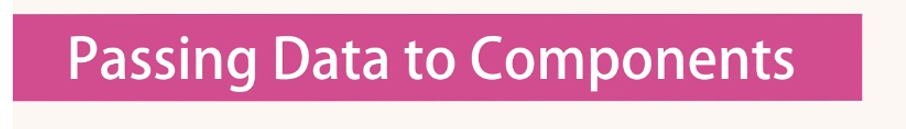 Passing Data to Components